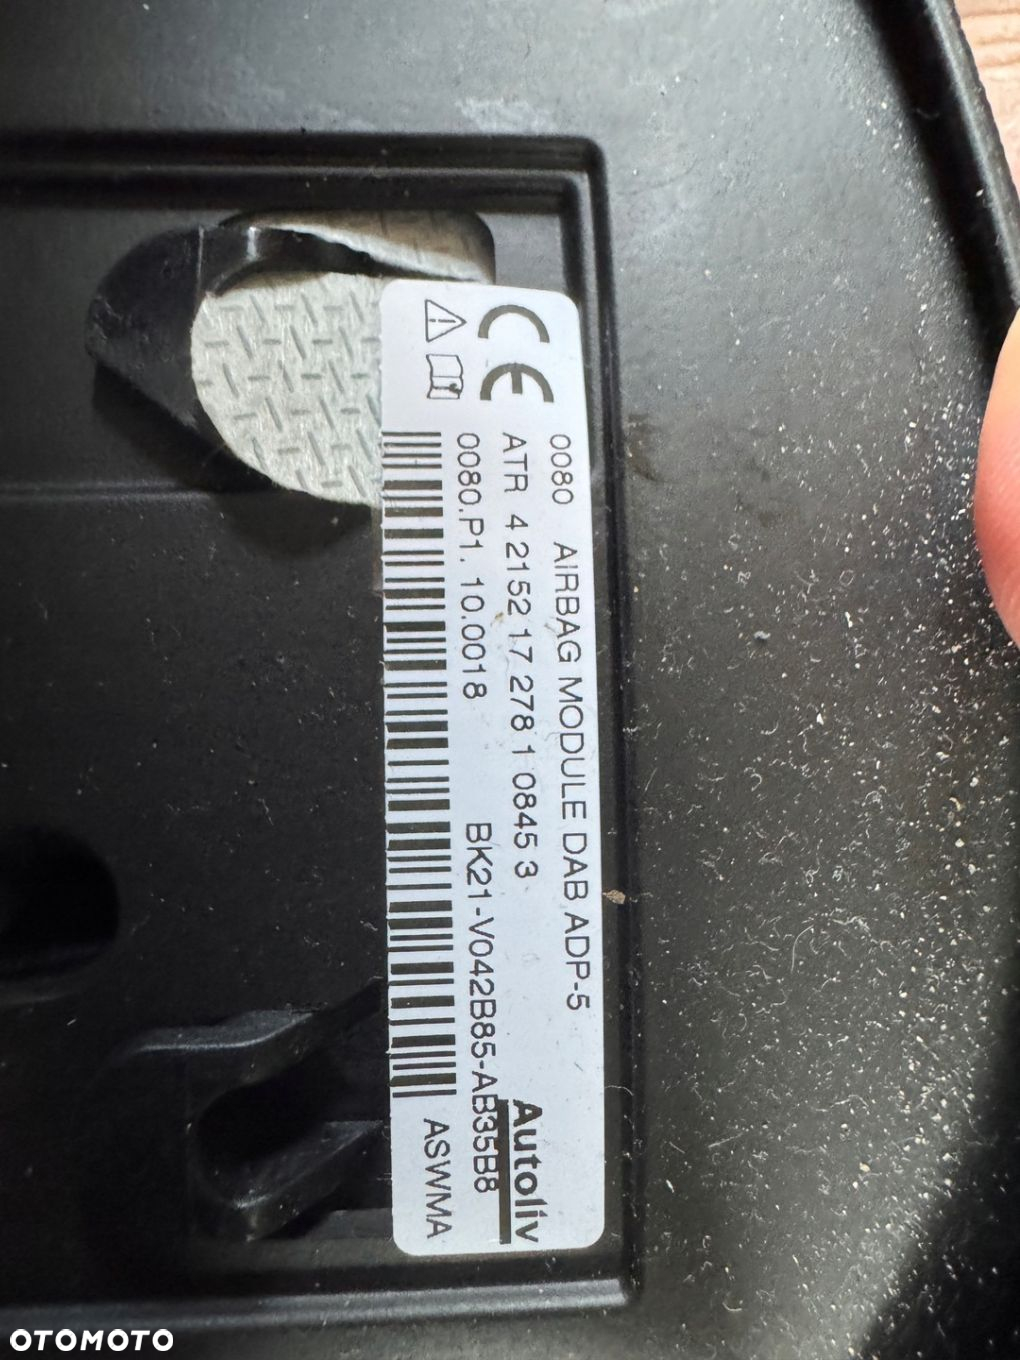 CE
0080 AIRBAG MODULE DAB ADP-5
ATR 4 2152 17 278 1 0845 3
0080.P1. 10.0018
BK21-V042B85-AB35B8
Autoliv
ASWMA
OTOMOTO